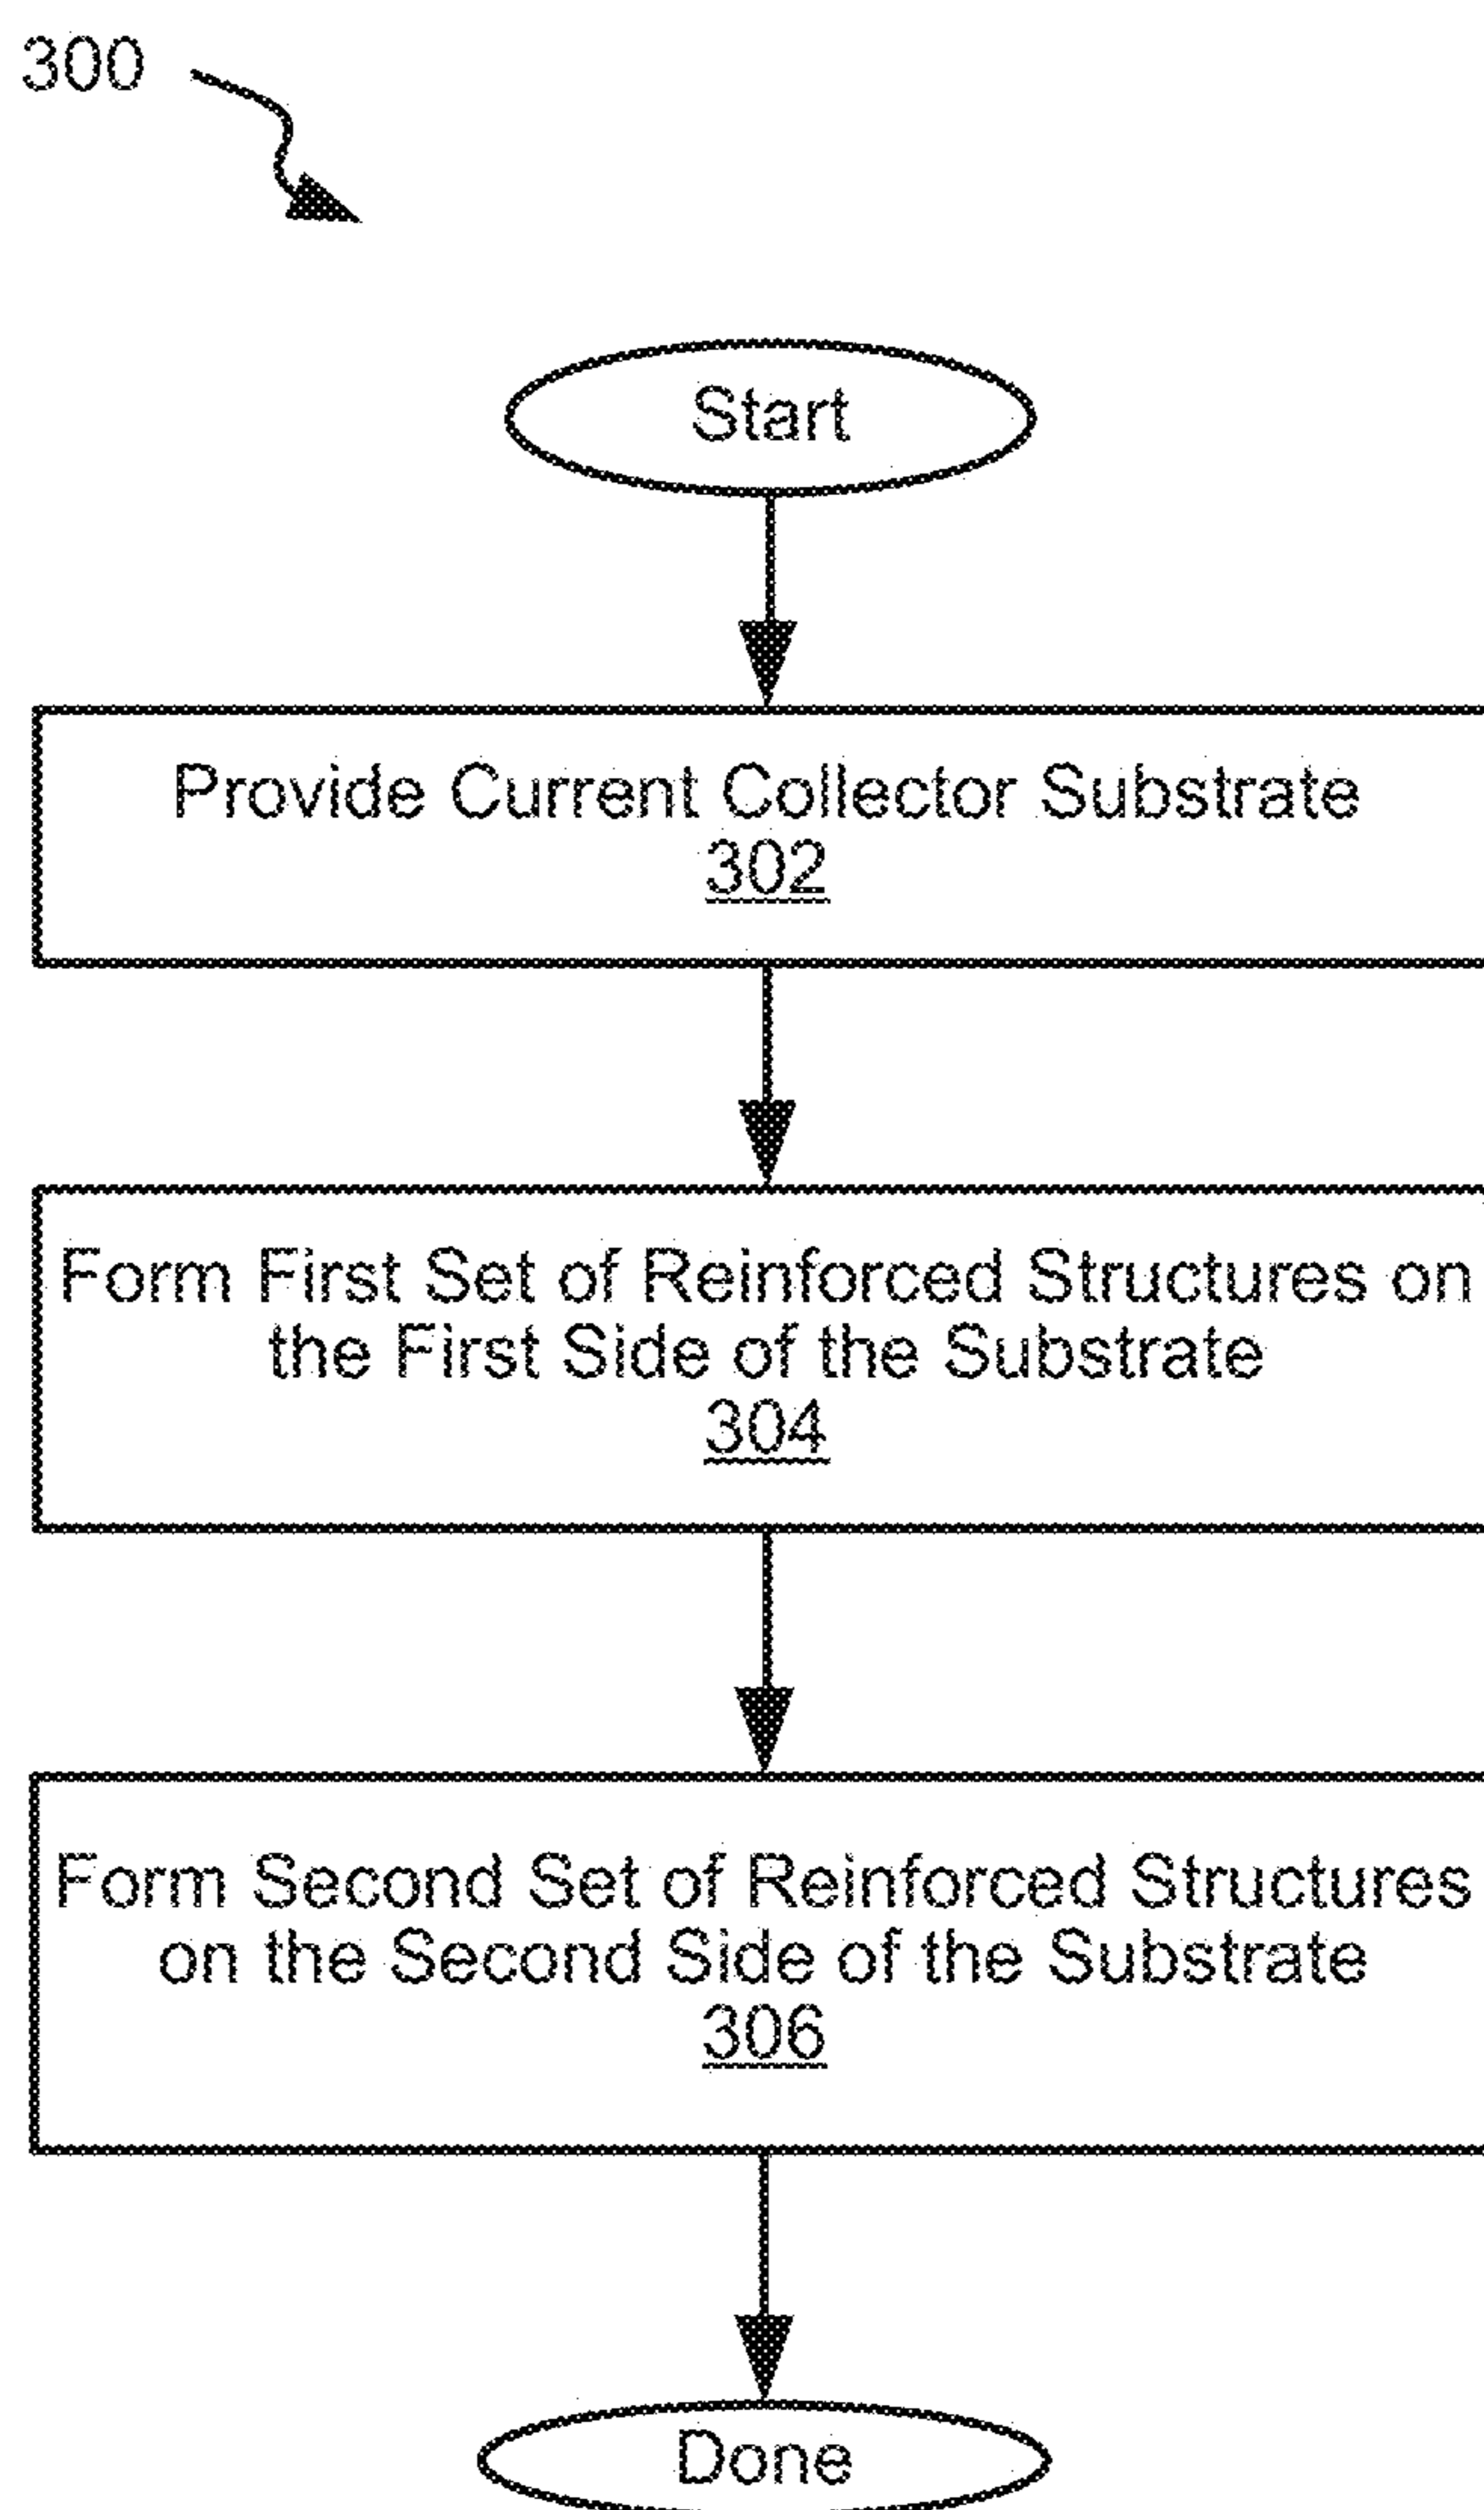 300
Start
Provide Current Collector Substrate
302
Form First Set of Reinforced Structures on
the First Side of the Substrate
304
Form Second Set of Reinforced Structures
on the Second Side of the Substrate
306
Done